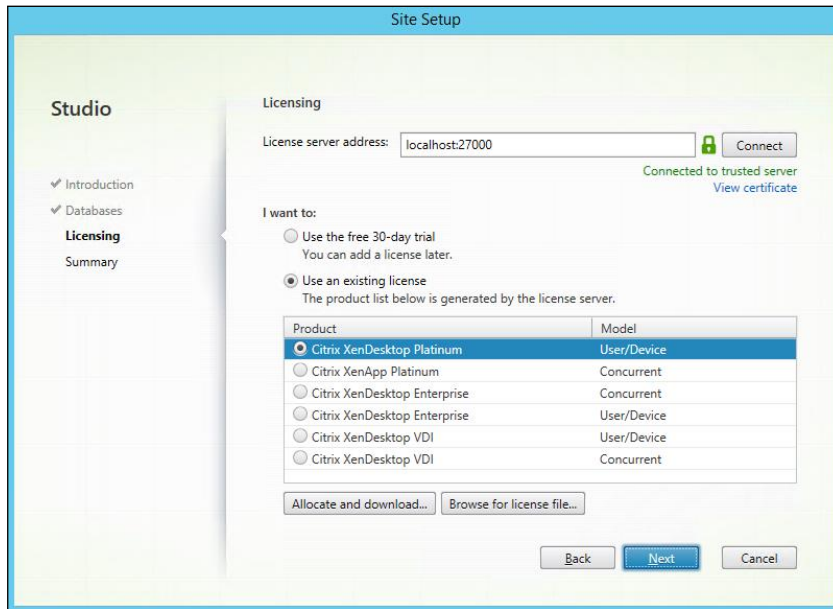 Site Setup
Studio
✔ Introduction
✔ Databases
Licensing
Summary
Licensing
License server address: localhost:27000 Connect
Connected to trusted server
View certificate
I want to:
Use the free 30-day trial
You can add a license later.
Use an existing license
The product list below is generated by the license server.
Product Model
Citrix XenDesktop Platinum User/Device
Citrix XenApp Platinum Concurrent
Citrix XenDesktop Enterprise Concurrent
Citrix XenDesktop Enterprise User/Device
Citrix XenDesktop VDI User/Device
Citrix XenDesktop VDI Concurrent
Allocate and download... Browse for license file...
Back Next Cancel